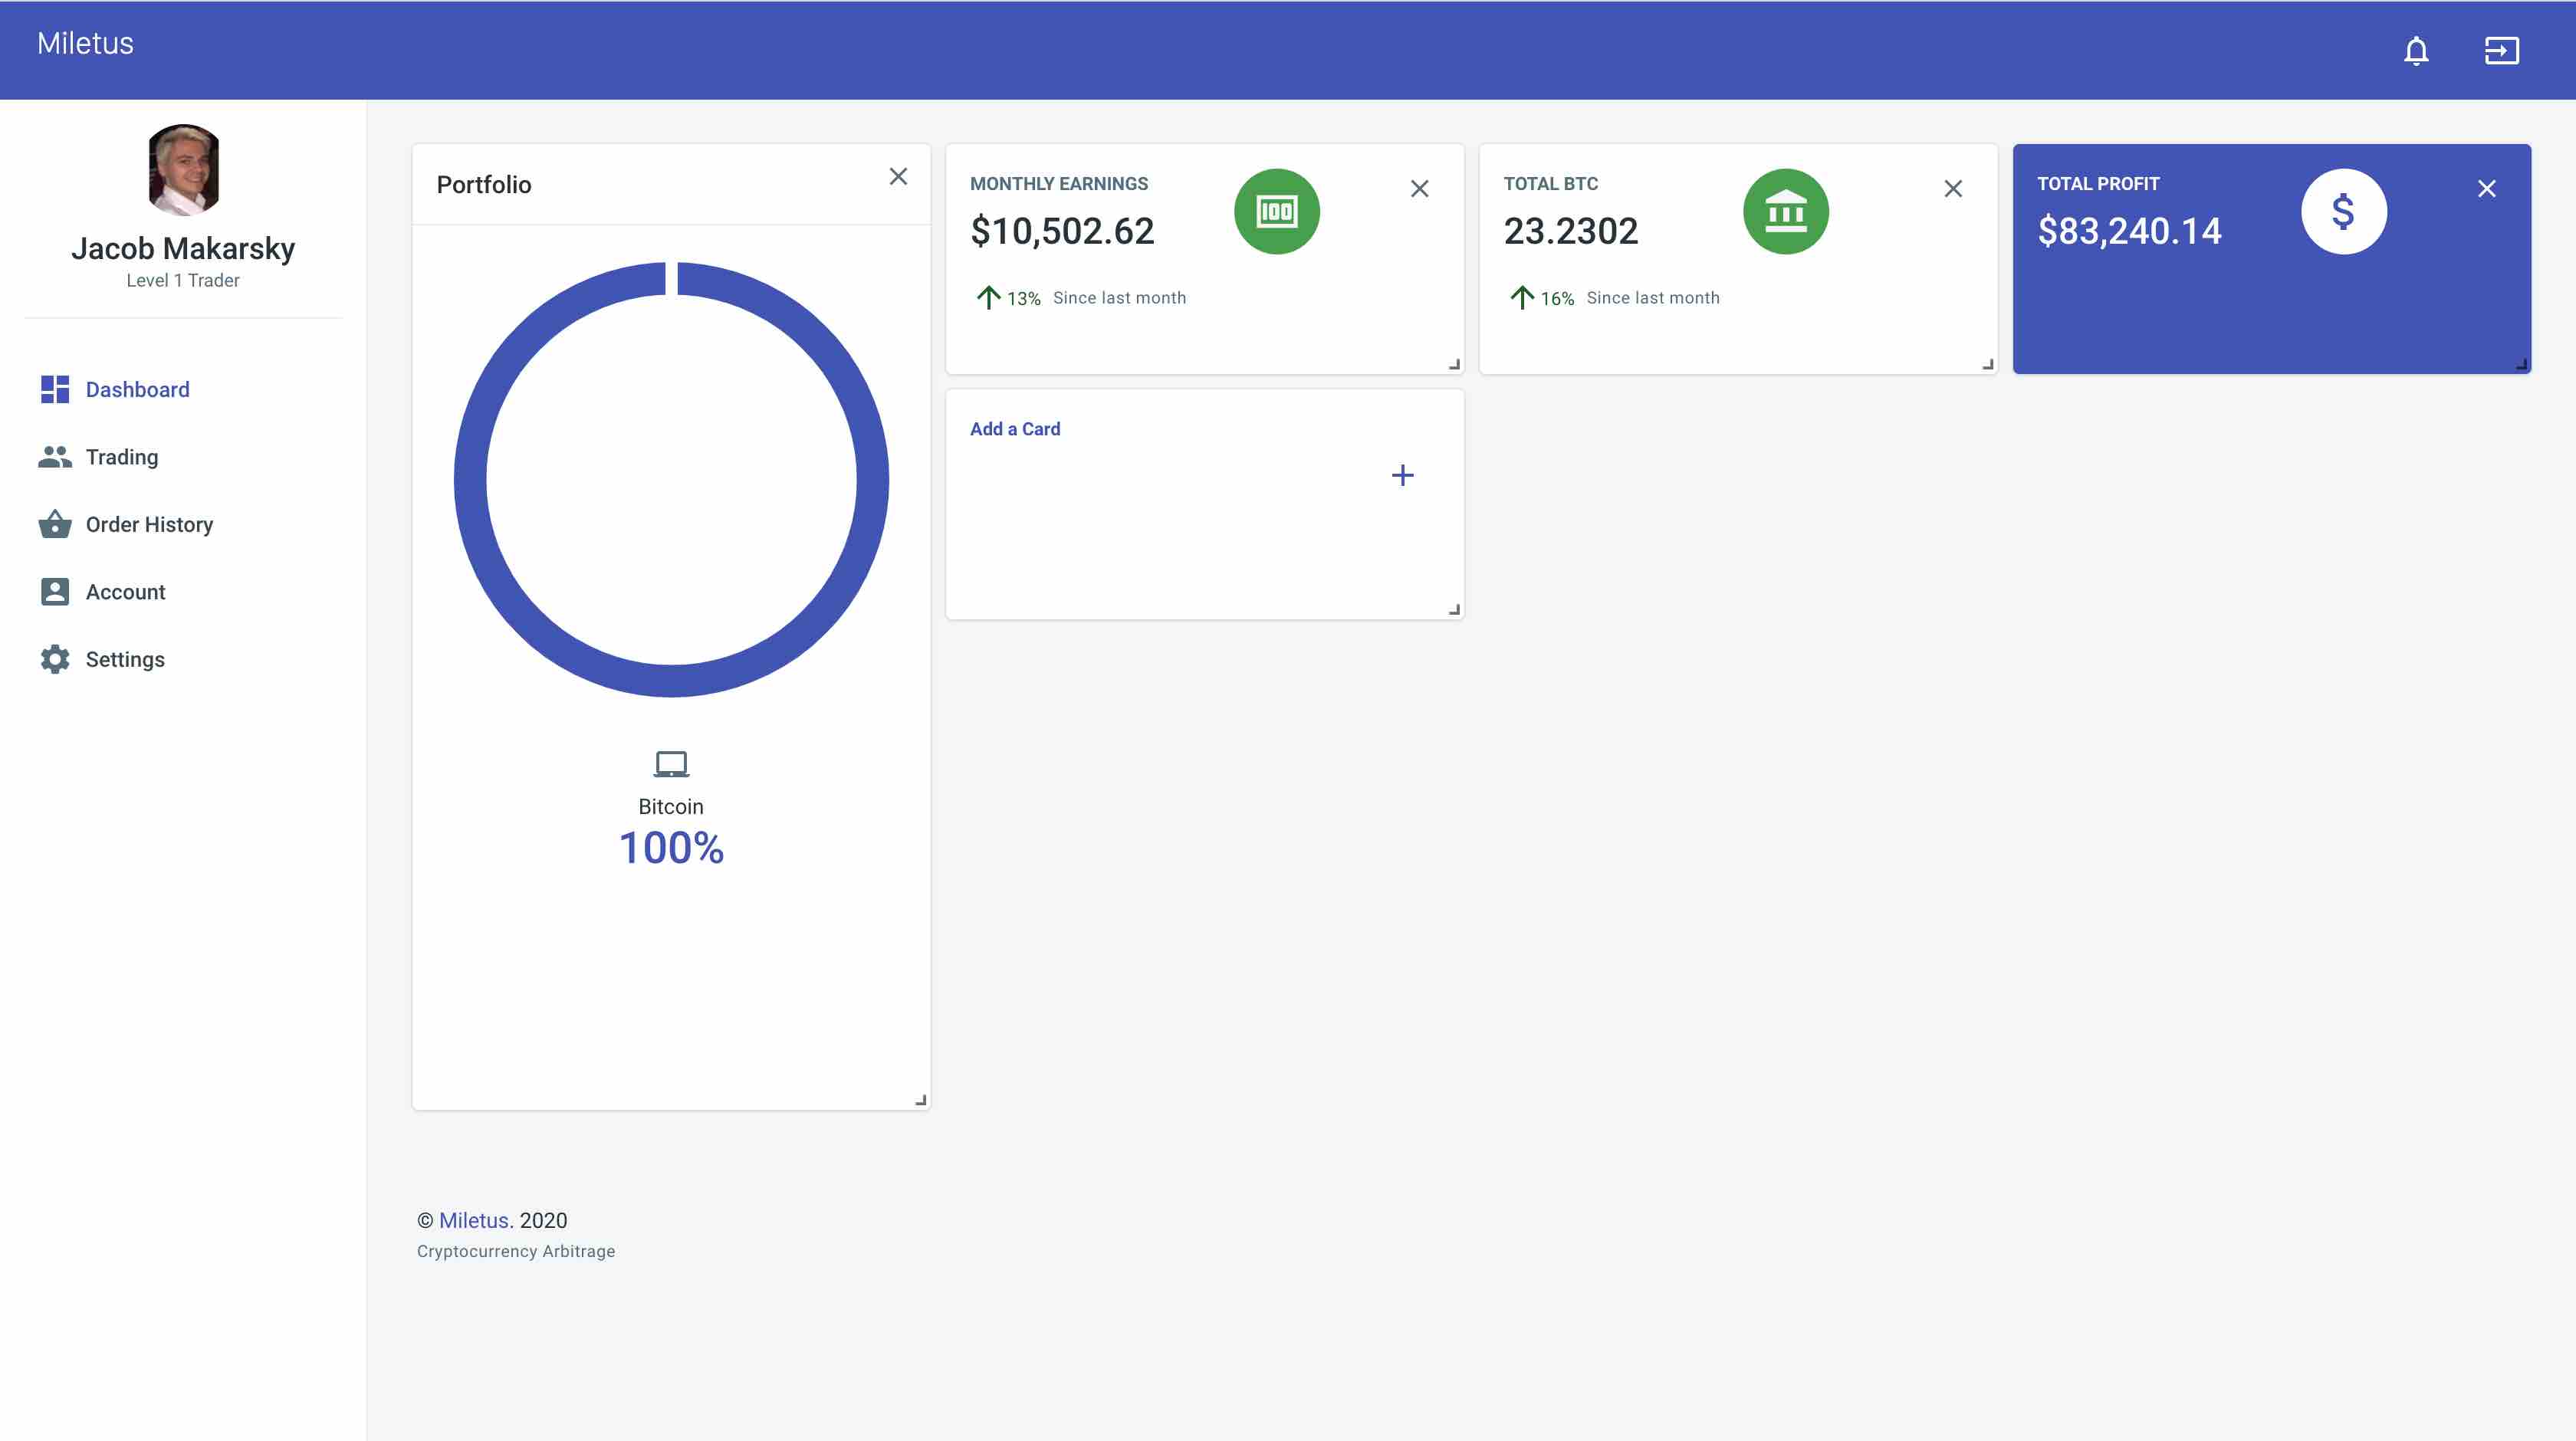 Miletus
Jacob Makarsky
Level 1 Trader
Dashboard
Trading
Order History
Account
Settings
Portfolio
Bitcoin
100%
MONTHLY EARNINGS
$10,502.62
100
13% Since last month
TOTAL BTC
23.2302
16% Since last month
TOTAL PROFIT
$83,240.14
$
Add a Card
© Miletus. 2020
Cryptocurrency Arbitrage